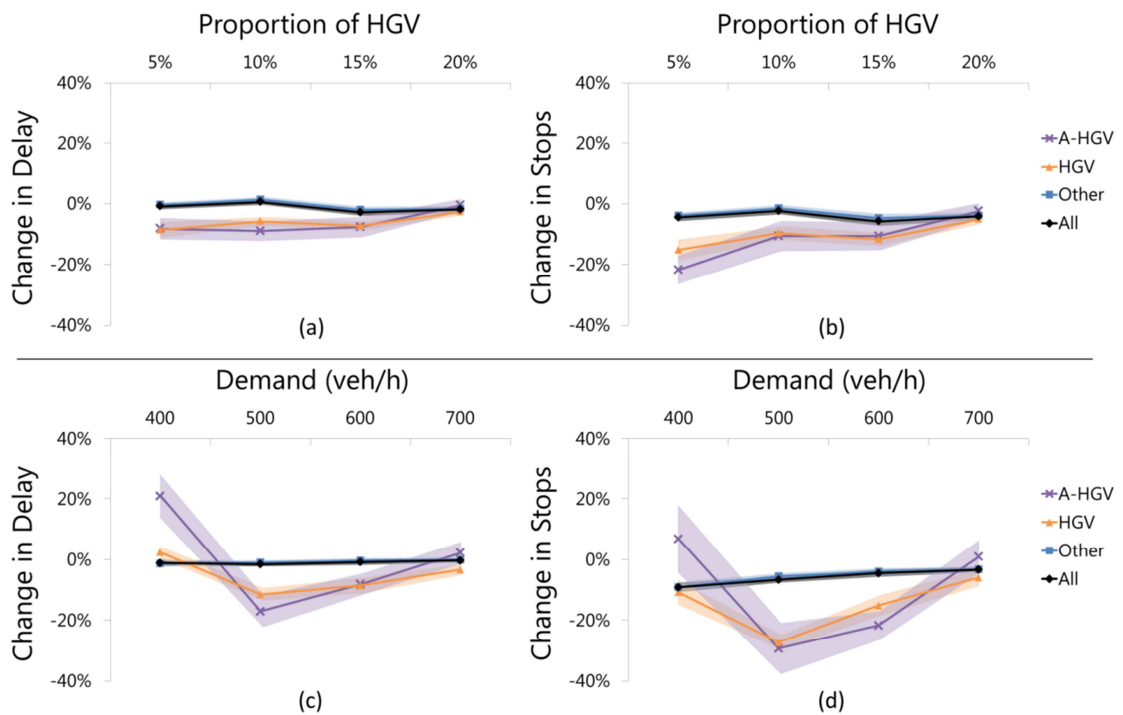 Proportion of HGV
5% 10% 15% 20%
40%
20%
0%
-20%
-40%
Change in Delay
(a)
Proportion of HGV
5% 10% 15% 20%
40%
20%
0%
-20%
-40%
Change in Stops
(b)
A-HGV
HGV
Other
All
Demand (veh/h)
400 500 600 700
40%
20%
0%
-20%
-40%
Change in Delay
(c)
Demand (veh/h)
400 500 600 700
40%
20%
0%
-20%
-40%
Change in Stops
(d)
A-HGV
HGV
Other
All